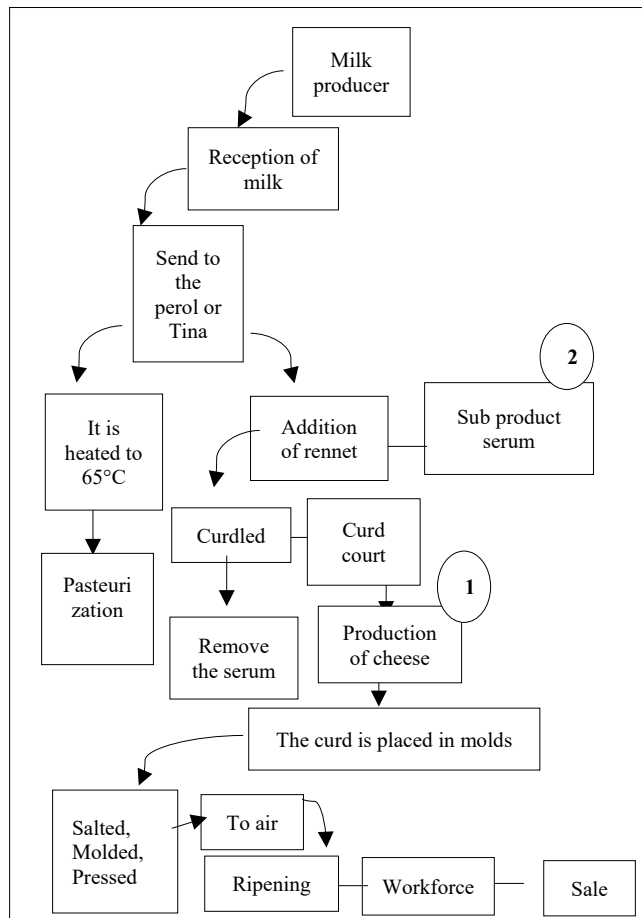 Milk
producer
Reception of
milk
Send to
the
perol or
Tina
2
It is
heated to
65°C
Addition
of rennet
Sub product
serum
Curdled
Curd
court
Pasteuri
zation
1
Remove
the serum
Production
of cheese
The curd is placed in molds
Salted,
Molded,
Pressed
To air
Ripening
Workforce
Sale